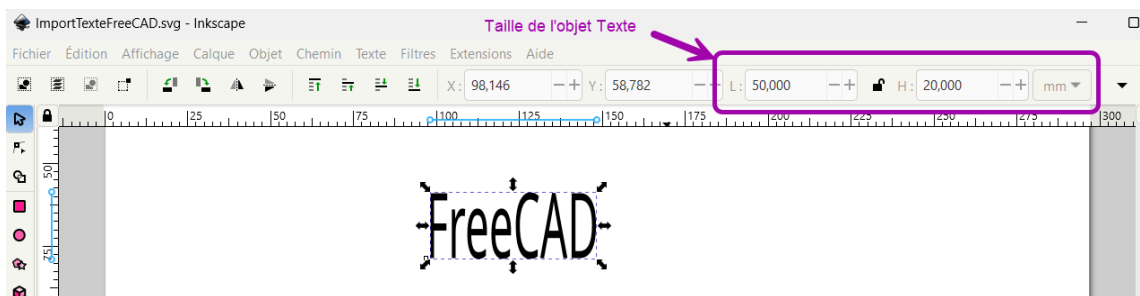 ImportTexteFreeCAD.svg - Inkscape
Taille de l'objet Texte
Fichier Édition Affichage Calque Objet Chemin Texte Filtres Extensions Aide
X: 98,146 Y: 58,782 L: 50,000 H: 20,000 mm
0 25 50 75 100 125 150 175 200 225 250 275 300
50
75
FreeCAD